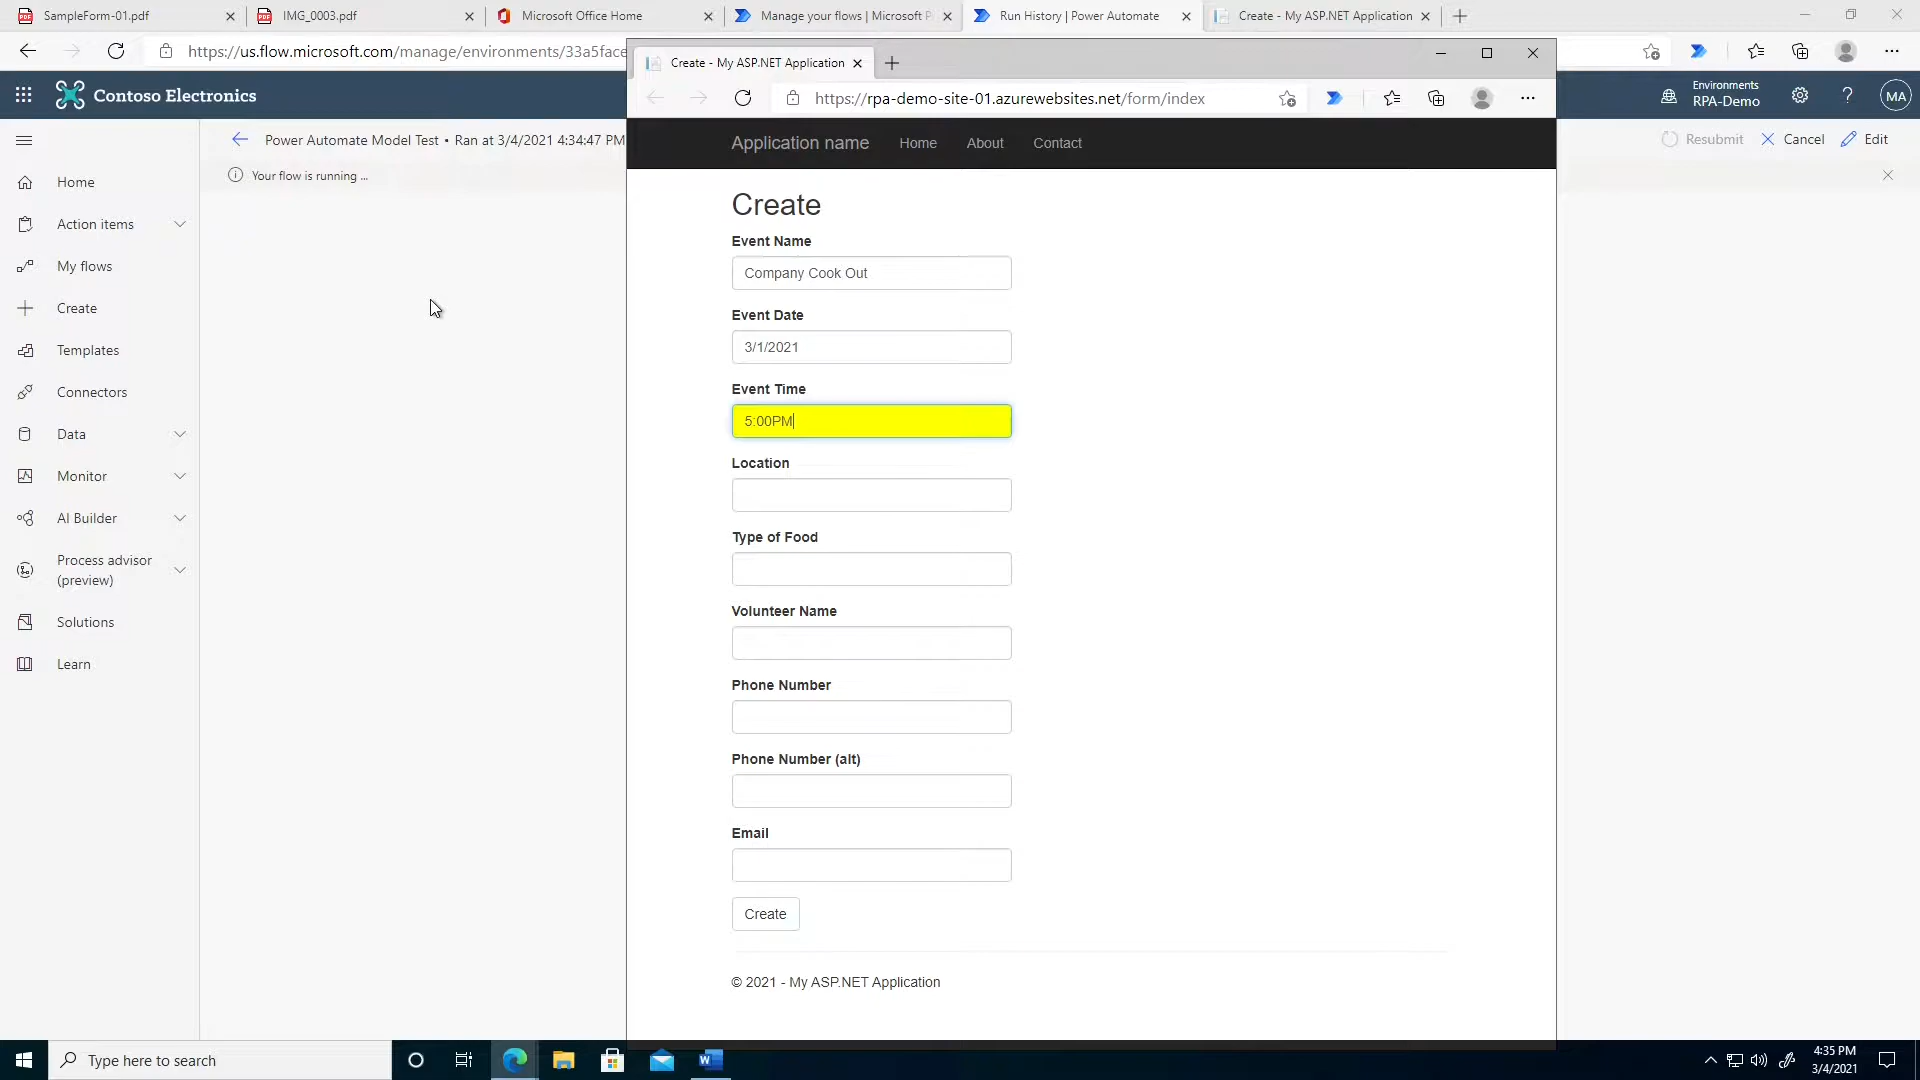 SampleForm-01.pdf
IMG_0003.pdf
Microsoft Office Home
Manage your flows | Microsoft P
Run History | Power Automate
Create - My ASP.NET Application
https://us.flow.microsoft.com/manage/environments/33a5face
Create - My ASP.NET Application
https://rpa-demo-site-01.azurewebsites.net/form/index
Contoso Electronics
Environments
RPA-Demo
?
MA
Power Automate Model Test • Ran at 3/4/2021 4:34:47 PM
Resubmit
Cancel
Edit
Your flow is running ...
Home
Action items
My flows
Create
Templates
Connectors
Data
Monitor
AI Builder
Process advisor
(preview)
Solutions
Learn
Application name
Home
About
Contact
Create
Event Name
Company Cook Out
Event Date
3/1/2021
Event Time
5:00PM
Location
Type of Food
Volunteer Name
Phone Number
Phone Number (alt)
Email
Create
© 2021 - My ASP.NET Application
Type here to search
4:35 PM
3/4/2021